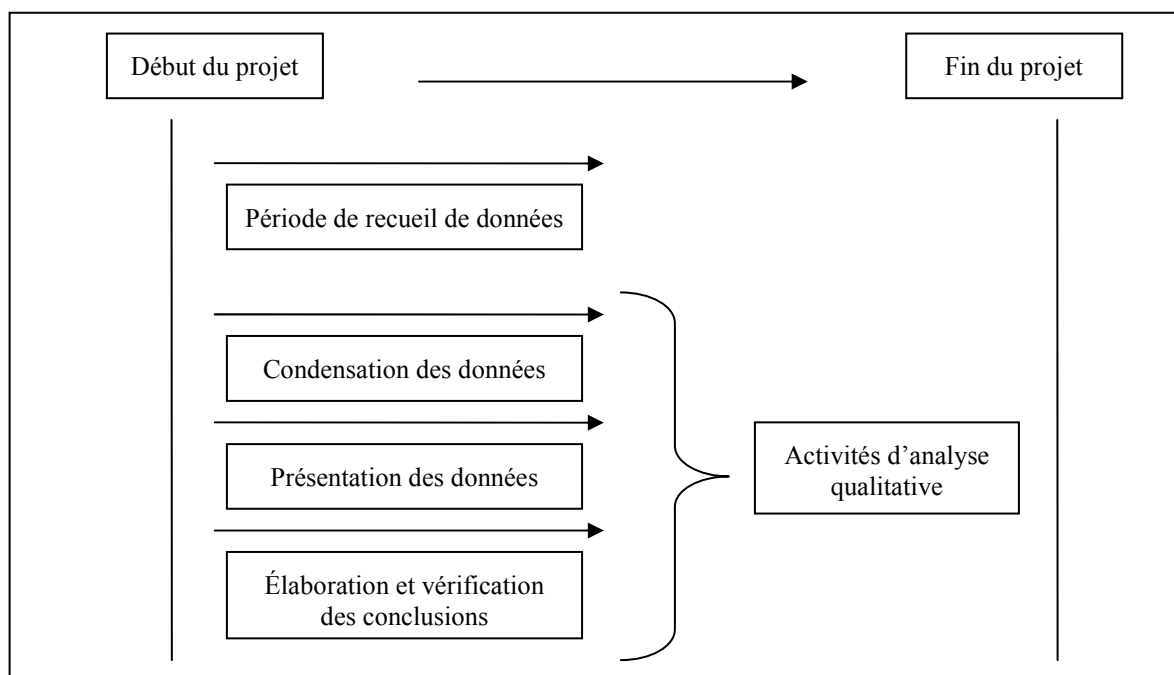 Début du projet
Fin du projet
Période de recueil de données
Condensation des données
Présentation des données
Élaboration et vérification
des conclusions
Activités d’analyse
qualitative